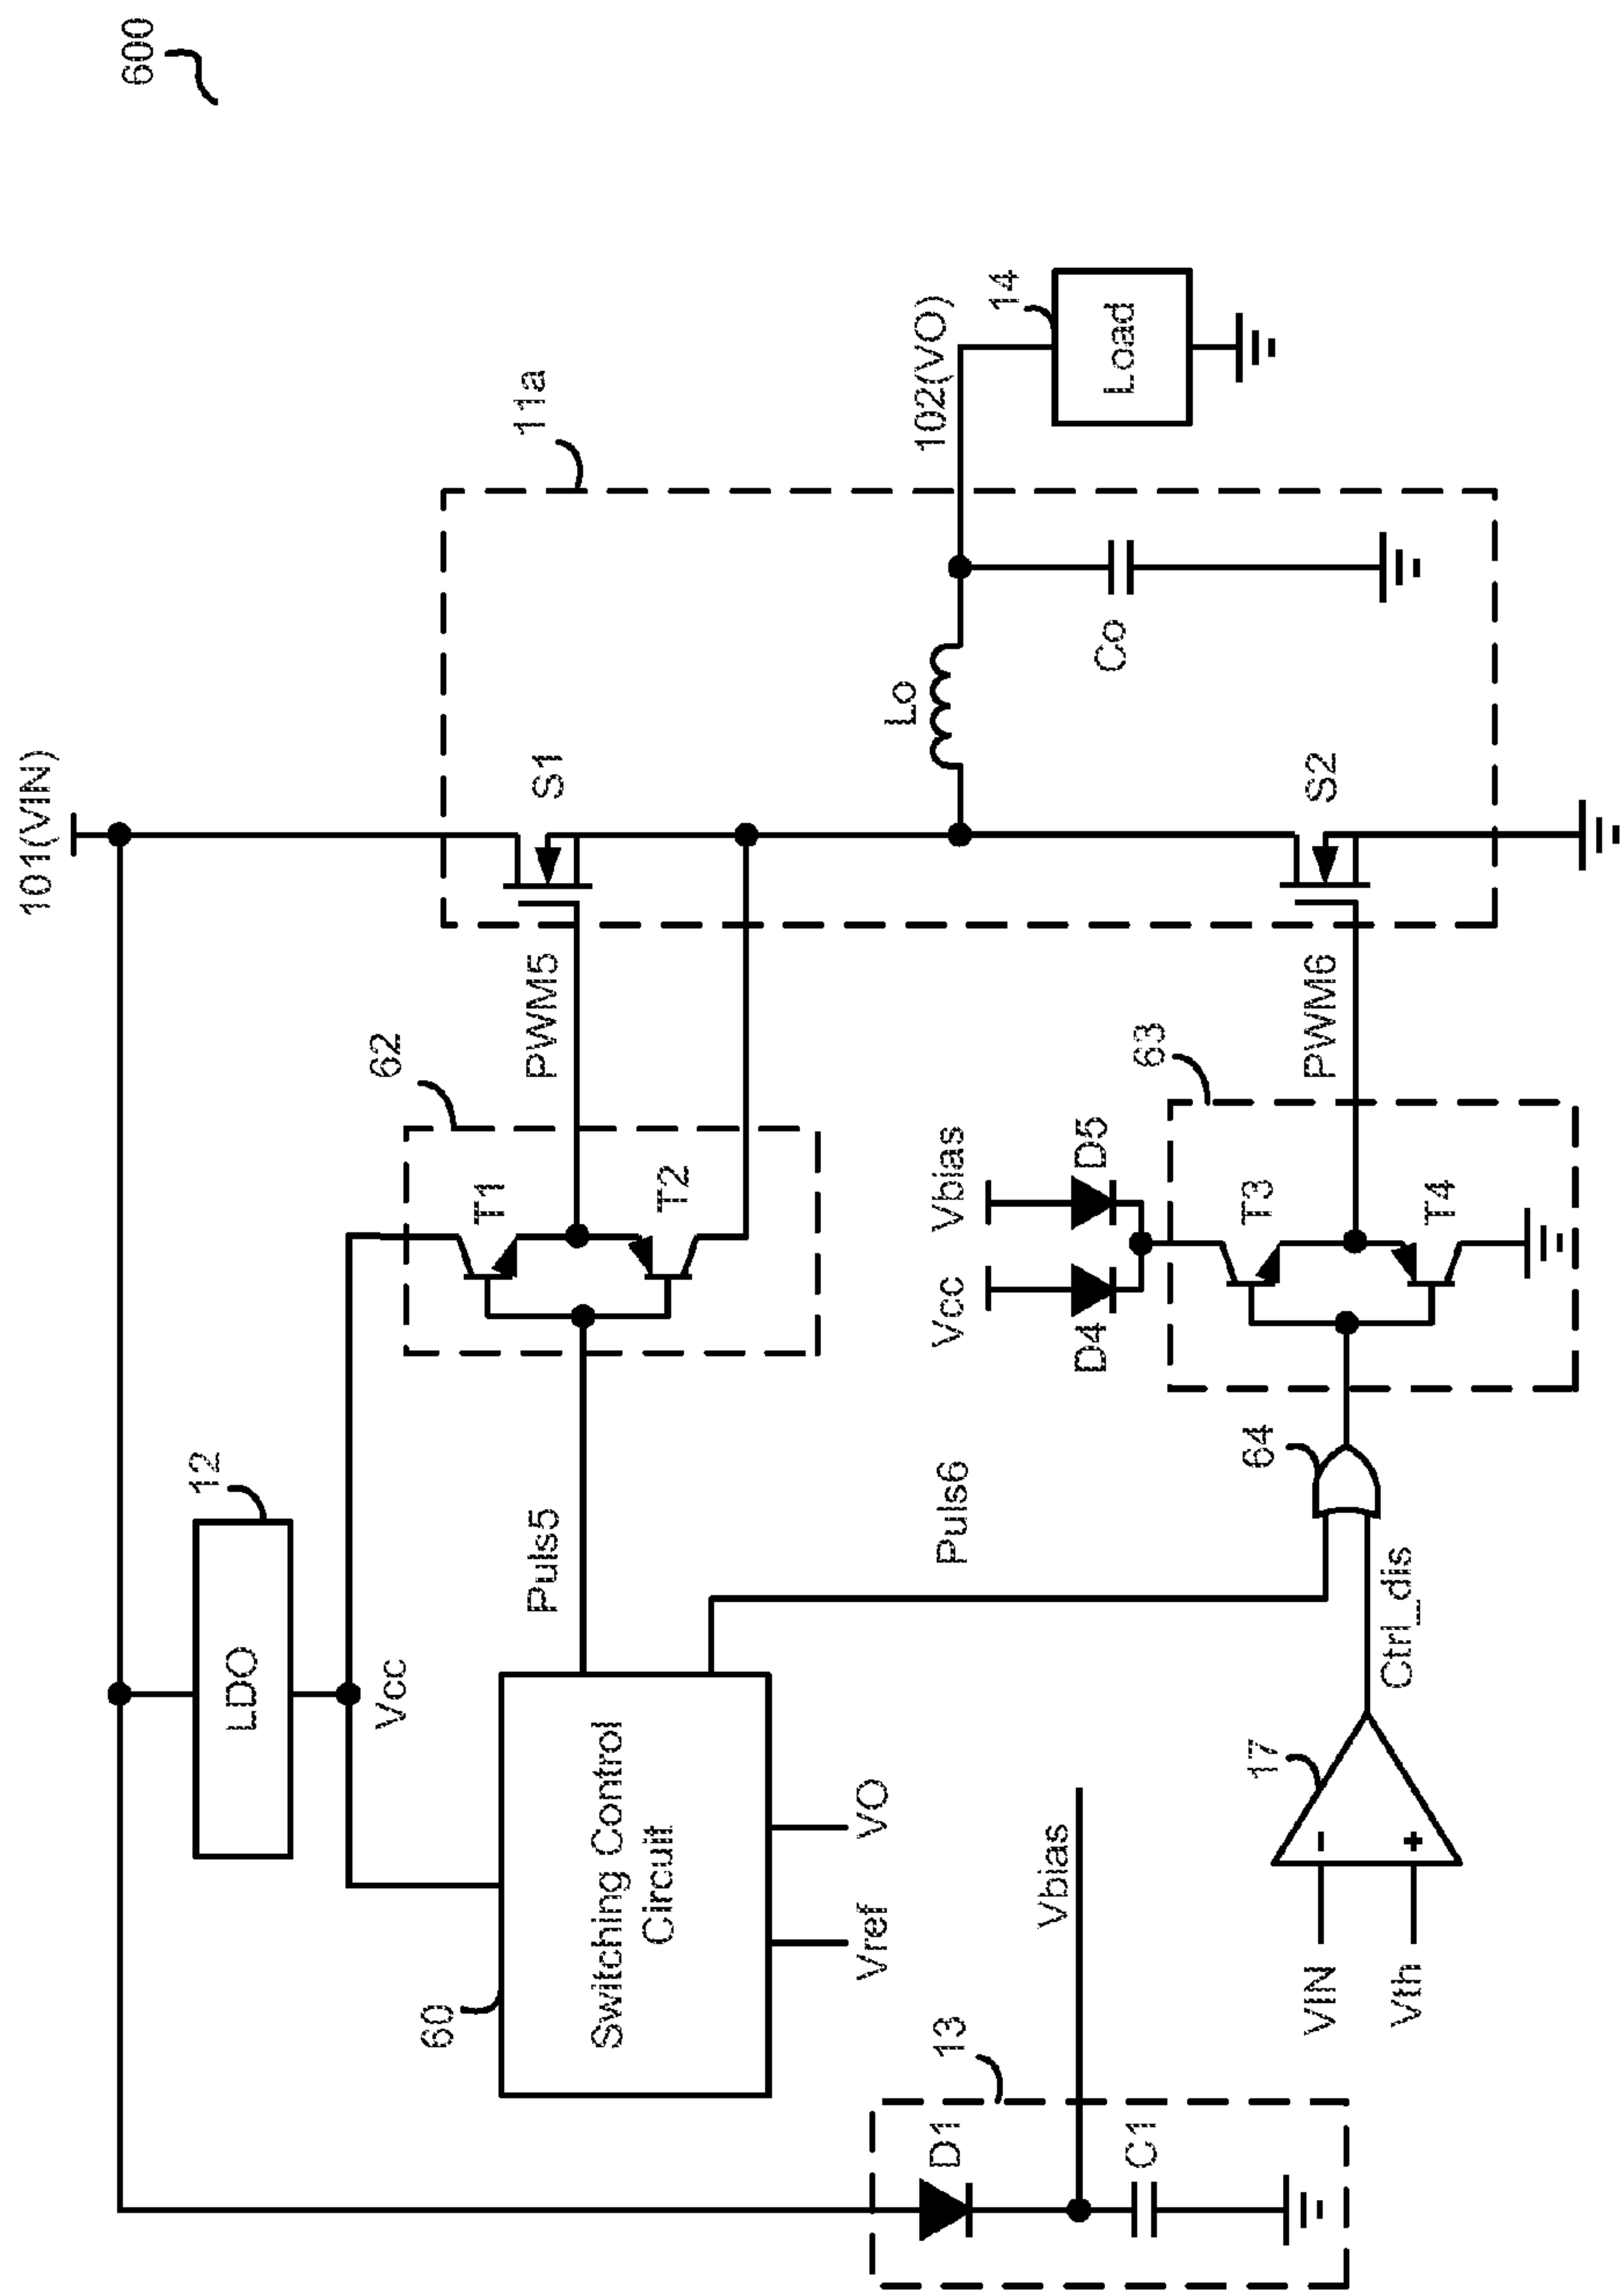 600
101(VIN)
12
LDO
Vcc
62
11a
T1
T2
PWM5
S1
Puls5
60
Switching Control
Circuit
Vref
VO
Lo
102(VO)
14
Load
Co
13
D1
C1
Vbias
Puls6
Vcc
Vbias
D4
D5
63
T3
T4
PWM6
S2
64
17
VIN
Vth
-
+
Ctrl_dis